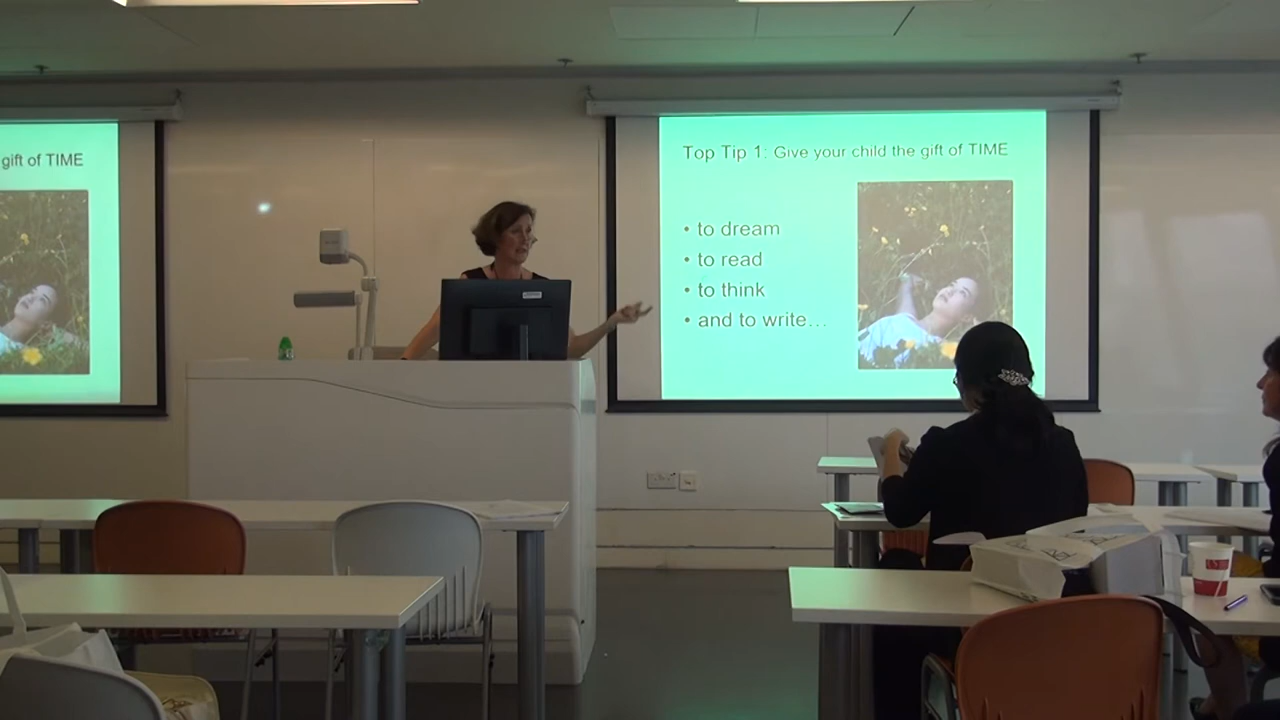 gift of TIME
Top Tip 1: Give your child the gift of TIME
• to dream
• to read
• to think
• and to write…